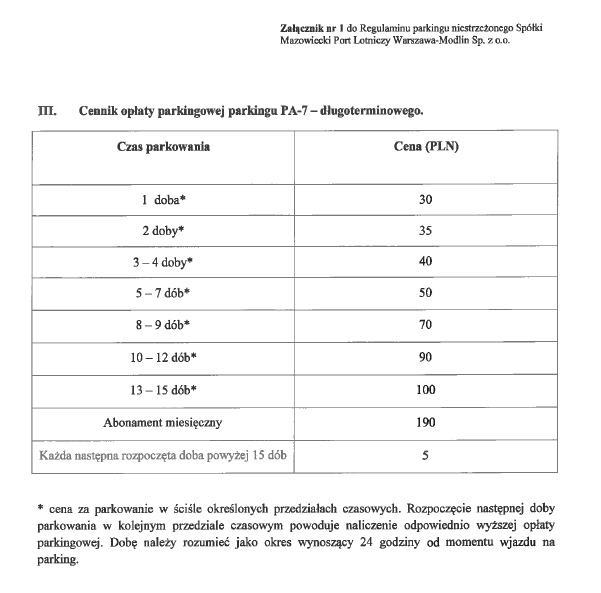 Załącznik nr 1 do Regulaminu parkingu niestrzeżonego Spółki
Mazowiecki Port Lotniczy Warszawa-Modlin Sp. z o.o.
III. Cennik opłaty parkingowej parkingu PA-7 – długoterminowego.
Czas parkowania Cena (PLN)
1 doba* 30
2 doby* 35
3 – 4 doby* 40
5 – 7 dób* 50
8 – 9 dób* 70
10 – 12 dób* 90
13 – 15 dób* 100
Abonament miesięczny 190
Każda następna rozpoczęta doba powyżej 15 dób 5
* cena za parkowanie w ściśle określonych przedziałach czasowych. Rozpoczęcie następnej doby
parkowania w kolejnym przedziale czasowym powoduje naliczenie odpowiednio wyższej opłaty
parkingowej. Dobę należy rozumieć jako okres wynoszący 24 godziny od momentu wjazdu na
parking.